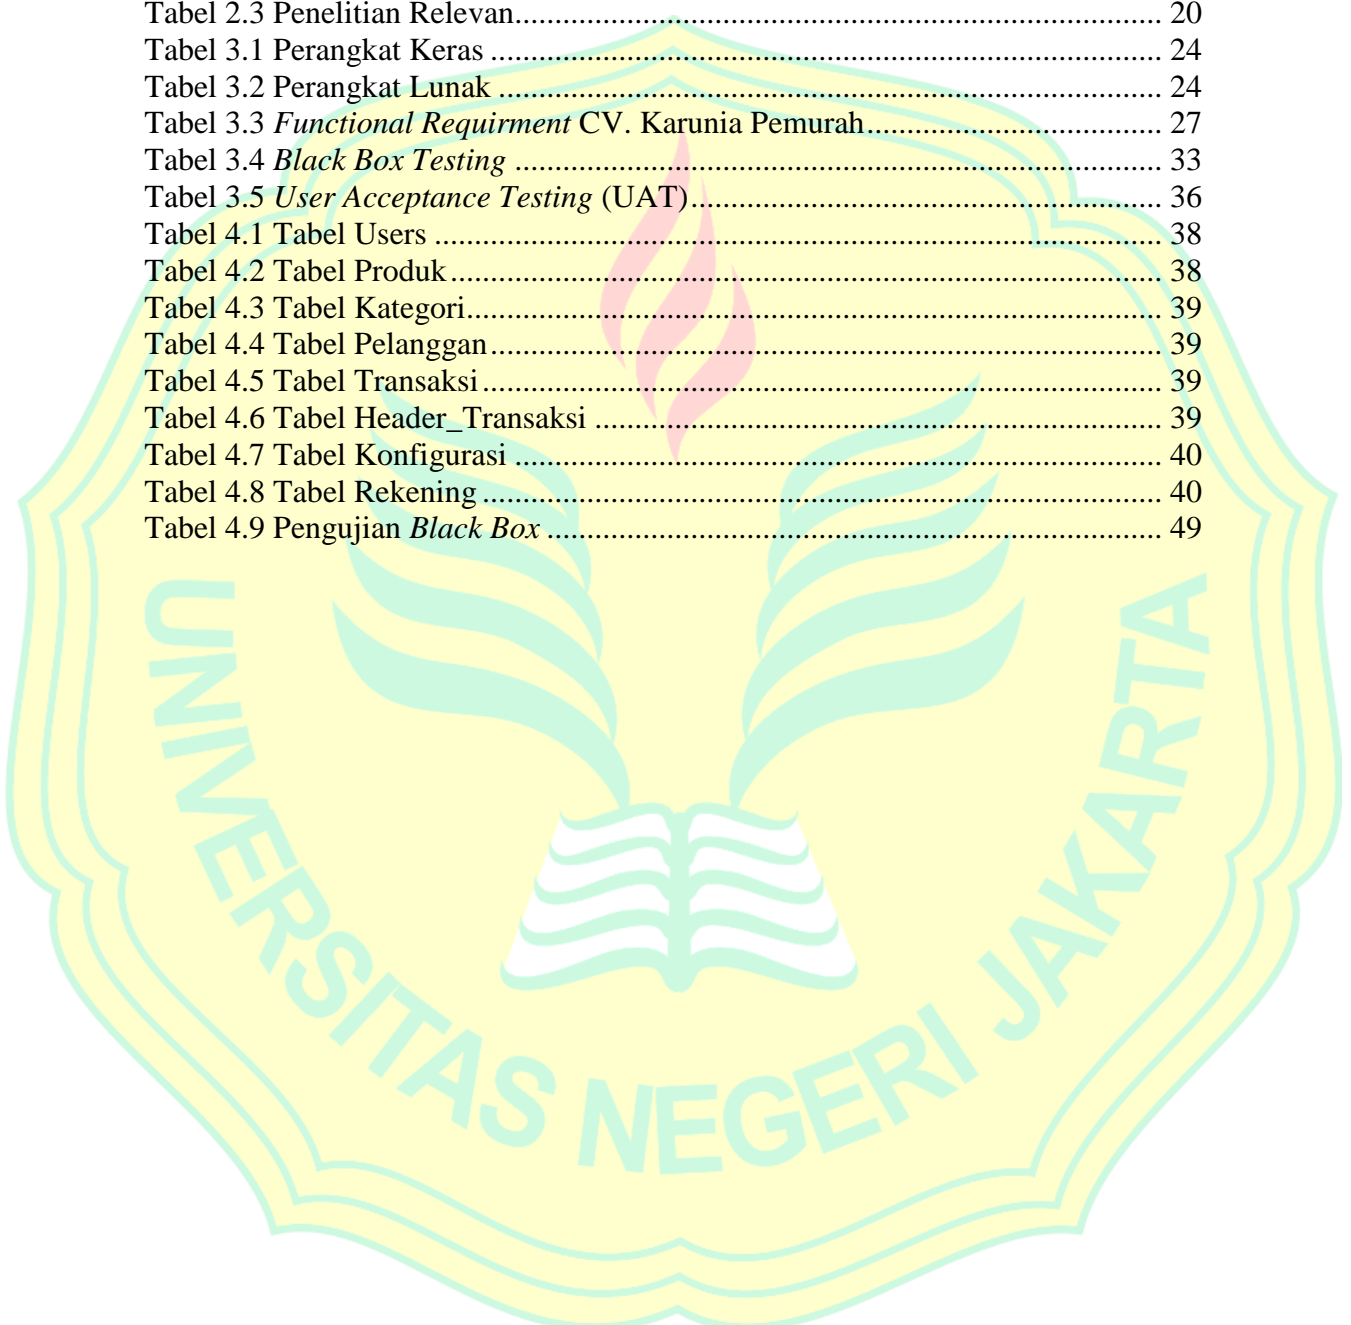 Tabel 2.3 Penelitian Relevan............................................................................... 20
Tabel 3.1 Perangkat Keras .................................................................................. 24
Tabel 3.2 Perangkat Lunak ................................................................................. 24
Tabel 3.3 Functional Requirment CV. Karunia Pemurah.................................... 27
Tabel 3.4 Black Box Testing ............................................................................... 33
Tabel 3.5 User Acceptance Testing (UAT)......................................................... 36
Tabel 4.1 Tabel Users ......................................................................................... 38
Tabel 4.2 Tabel Produk....................................................................................... 38
Tabel 4.3 Tabel Kategori..................................................................................... 39
Tabel 4.4 Tabel Pelanggan.................................................................................. 39
Tabel 4.5 Tabel Transaksi................................................................................... 39
Tabel 4.6 Tabel Header_Transaksi ..................................................................... 39
Tabel 4.7 Tabel Konfigurasi ............................................................................... 40
Tabel 4.8 Tabel Rekening................................................................................... 40
Tabel 4.9 Pengujian Black Box ........................................................................... 49
UNIVERSITAS NEGERI JAKARTA